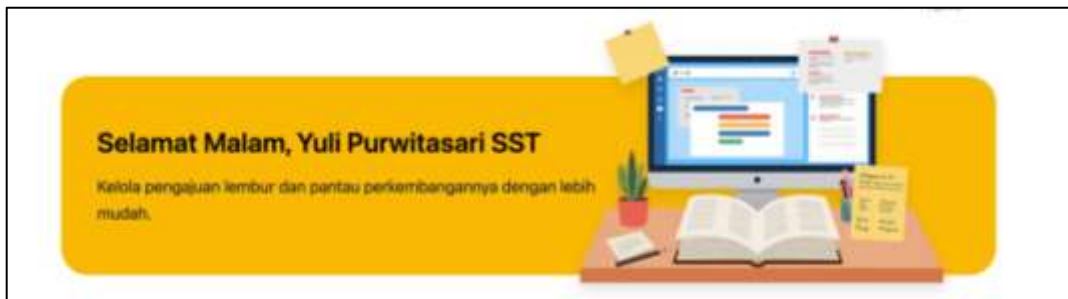 Selamat Malam, Yuli Purwitasari SST
Kelola pengajuan lembur dan pantau perkembangannya dengan lebih
mudah.